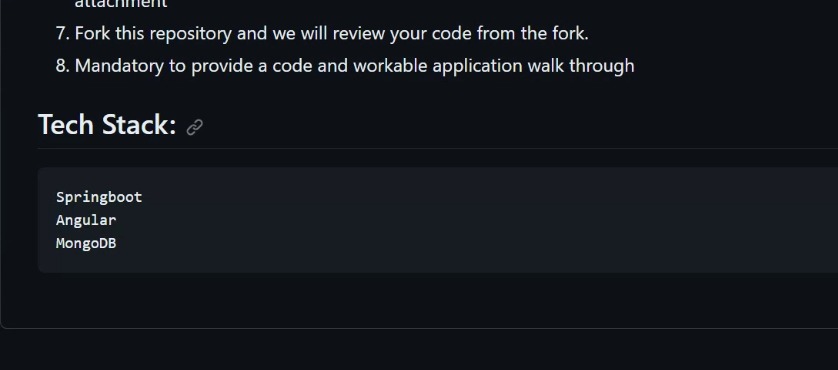 attachment
7. Fork this repository and we will review your code from the fork.
8. Mandatory to provide a code and workable application walk through
Tech Stack:
Springboot
Angular
MongoDB